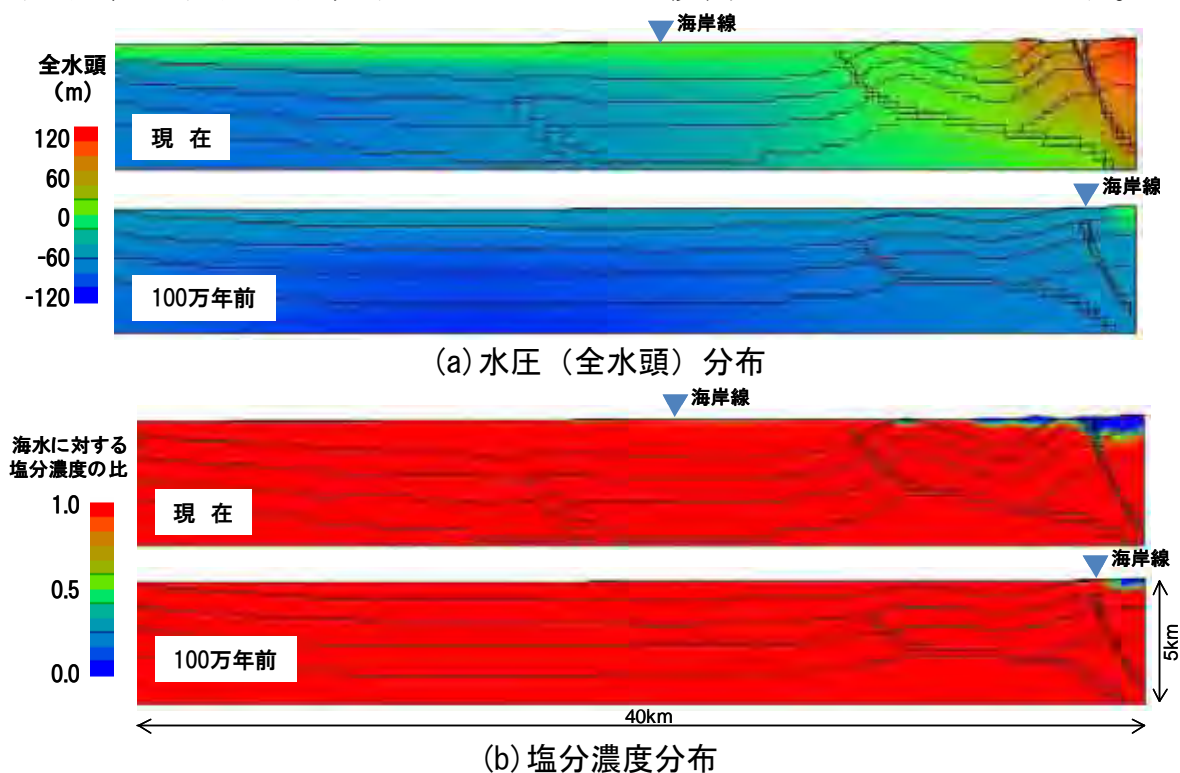 海岸線
全水頭
(m)
現 在
120
60
0
-60
-120
海岸線
100万年前
(a)水圧（全水頭）分布
海岸線
海水に対する
塩分濃度の比
1.0
現 在
0.5
海岸線
100万年前
0.0
5km
40km
(b)塩分濃度分布